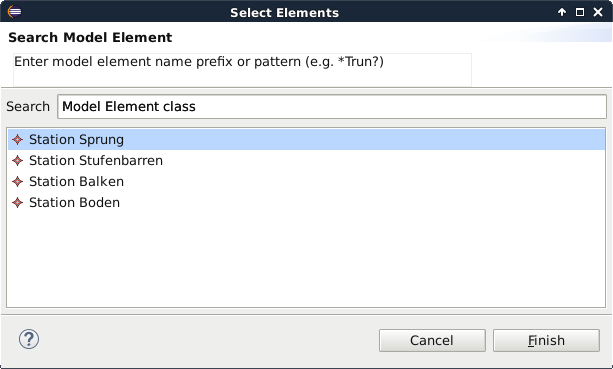 Select Elements
Search Model Element
Enter model element name prefix or pattern (e.g. *Trun?)
Search Model Element class
Station Sprung
Station Stufenbarren
Station Balken
Station Boden
? Cancel Finish